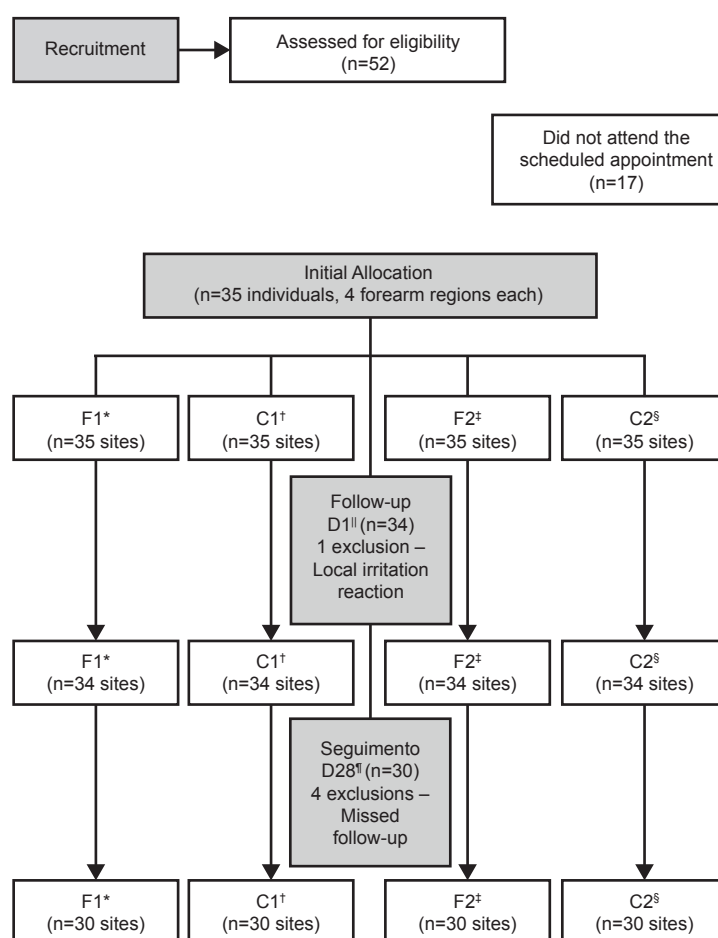 Recruitment
Assessed for eligibility
(n=52)
Did not attend the
scheduled appointment
(n=17)
Initial Allocation
(n=35 individuals, 4 forearm regions each)
F1*
(n=35 sites)
C1†
(n=35 sites)
F2‡
(n=35 sites)
C2§
(n=35 sites)
Follow-up
D1|| (n=34)
1 exclusion –
Local irritation
reaction
F1*
(n=34 sites)
C1†
(n=34 sites)
F2‡
(n=34 sites)
C2§
(n=34 sites)
Seguimento
D28¶ (n=30)
4 exclusions –
Missed
follow-up
F1*
(n=30 sites)
C1†
(n=30 sites)
F2‡
(n=30 sites)
C2§
(n=30 sites)